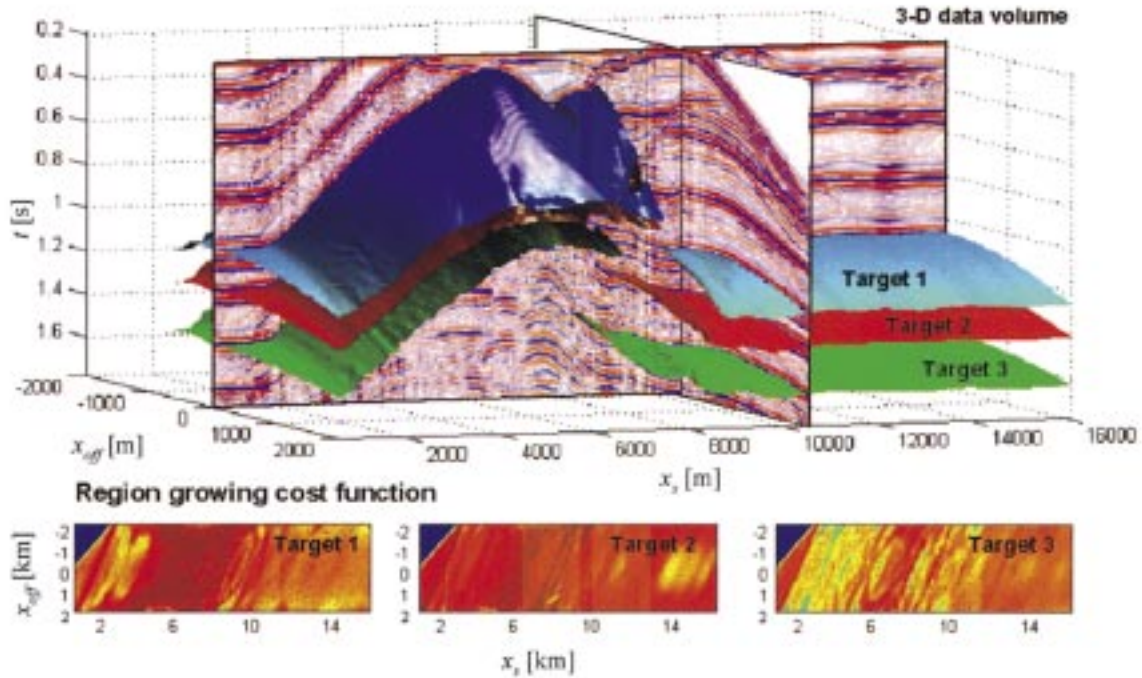 3-D data volume
0.2
0.4
0.6
0.8
1
1.2
1.4
1.6
t [s]
Target 1
Target 2
Target 3
-2000
-1000
0
1000
2000
x_off [m]
2000
4000
6000
8000
10000
12000
14000
16000
x_s [m]
Region growing cost function
-2
-1
0
1
2
x_off [km]
Target 1
2 6 10 14
-2
-1
0
1
2
Target 2
2 6 10 14
-2
-1
0
1
2
Target 3
2 6 10 14
x_s [km]